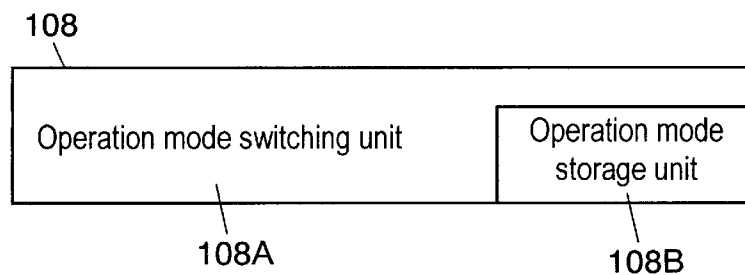 108
Operation mode switching unit
Operation mode
storage unit
108A
108B